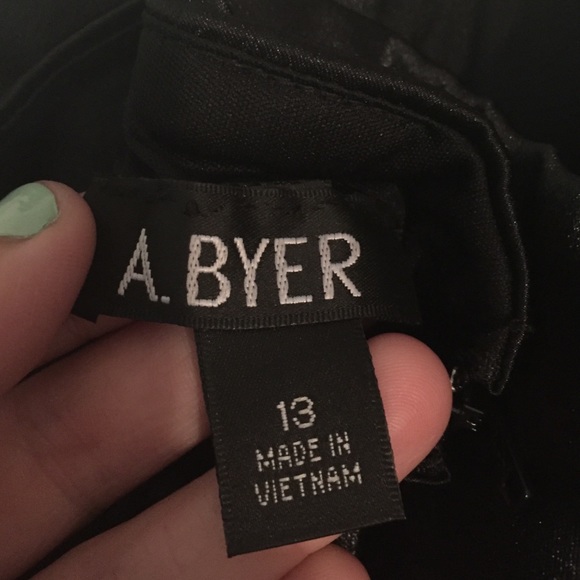 A. BYER
13
MADE IN
VIETNAM